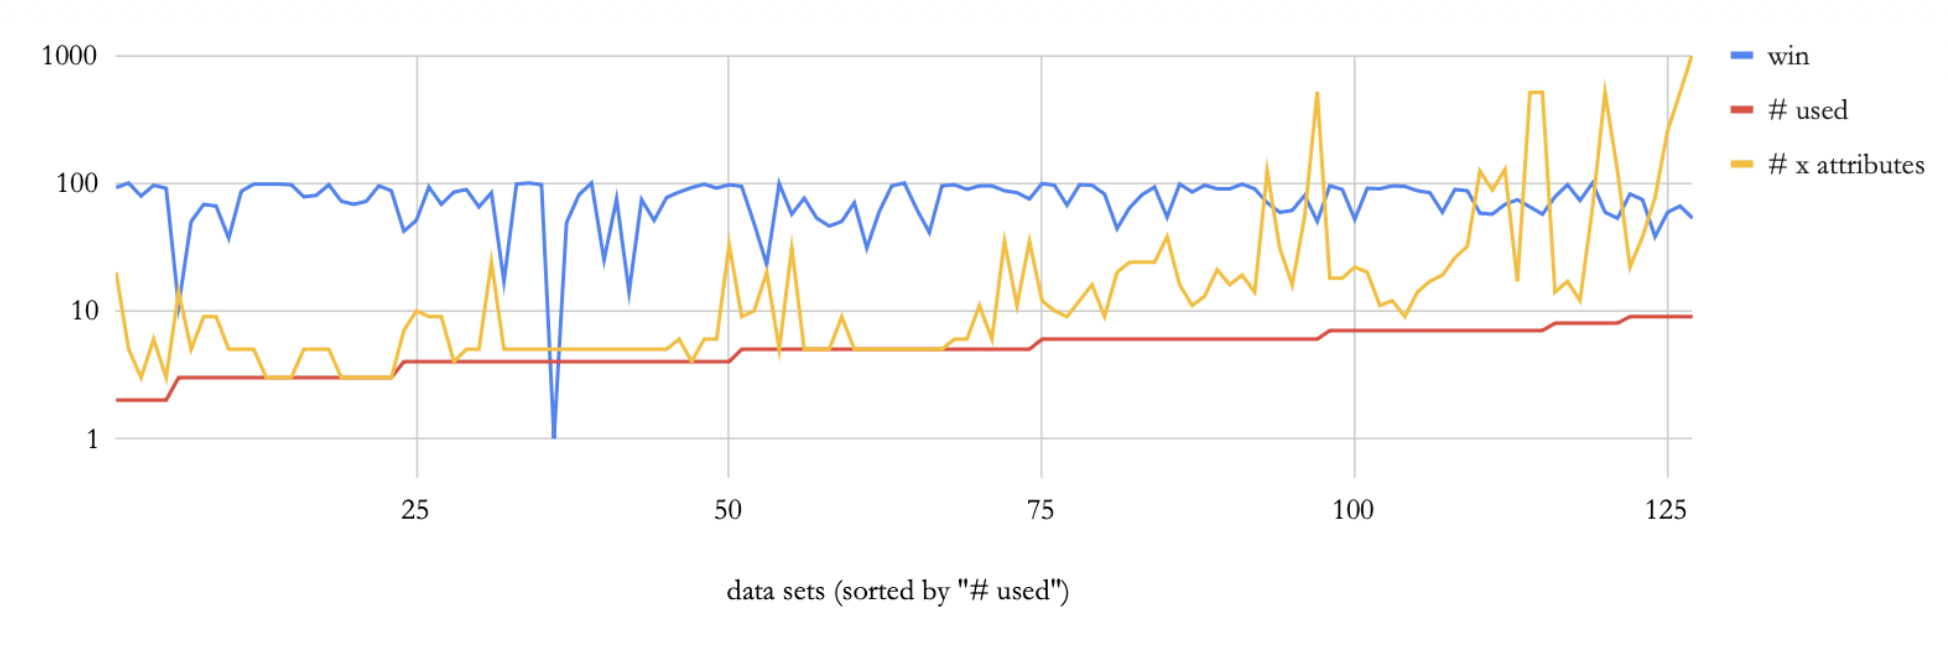 1000
100
10
1
25
50
75
100
125
data sets (sorted by "# used")
win
# used
# x attributes